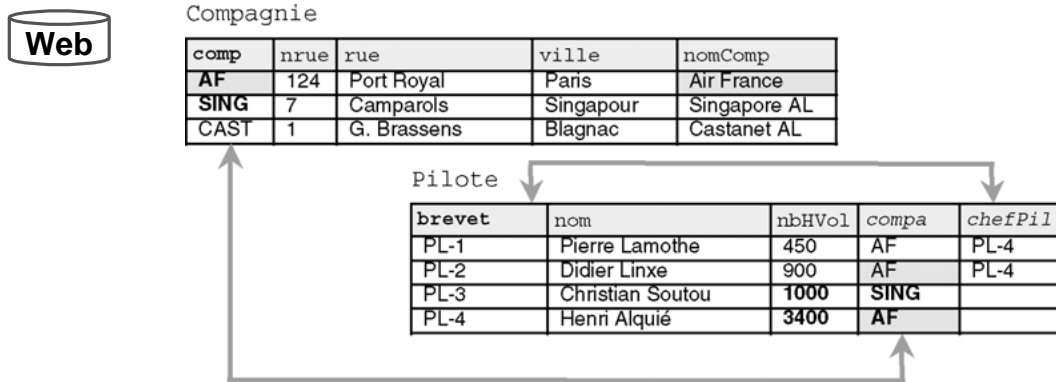 Compagnie
Web
comp nrue rue ville nomComp
AF 124 Port Royal Paris Air France
SING 7 Camparols Singapour Singapore AL
CAST 1 G. Brassens Blagnac Castanet AL
Pilote
brevet nom nbHVol compa chefPil
PL-1 Pierre Lamothe 450 AF PL-4
PL-2 Didier Linxe 900 AF PL-4
PL-3 Christian Soutou 1000 SING
PL-4 Henri Alquié 3400 AF